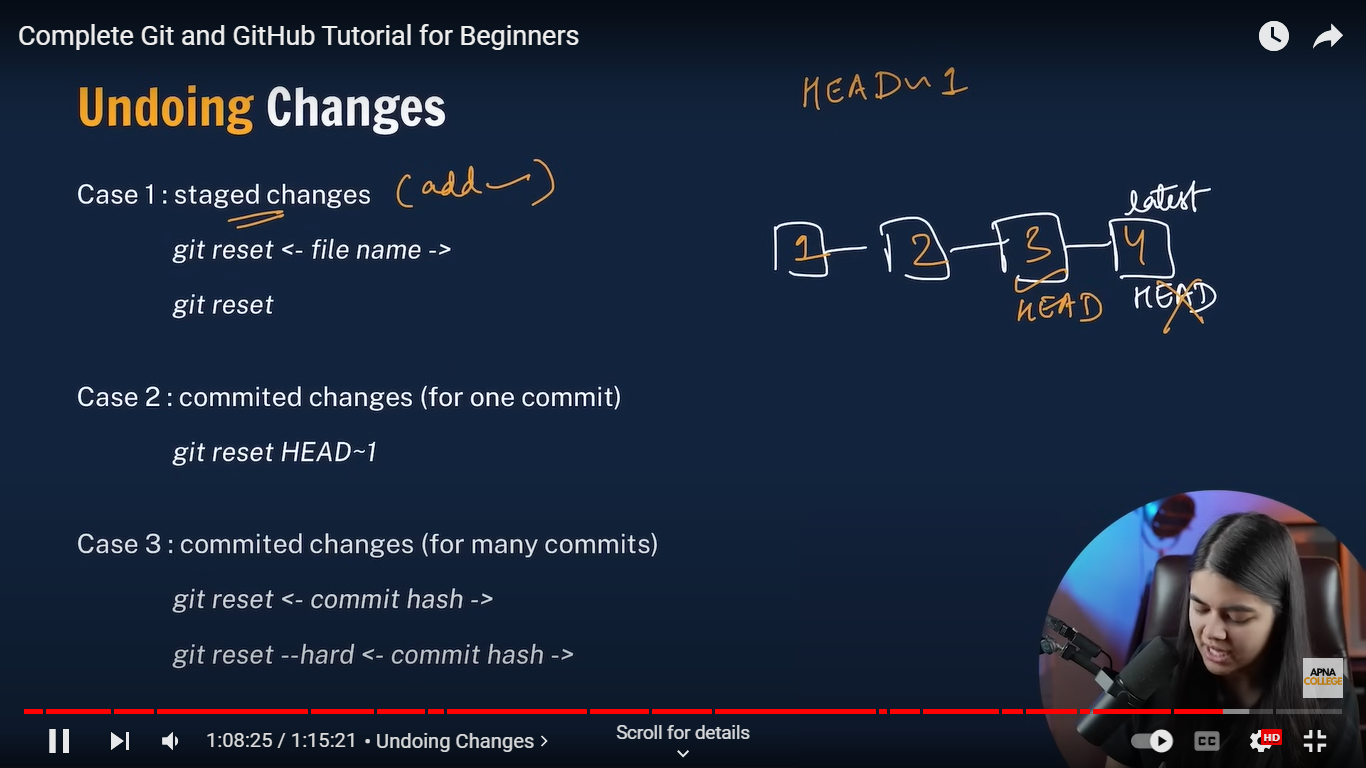 Complete Git and GitHub Tutorial for Beginners
HEAD~1
Undoing Changes
Case 1 : staged changes (add )
latest
git reset <- file name ->
1 2 3 4
HEAD HEAD
git reset
Case 2 : commited changes (for one commit)
git reset HEAD~1
Case 3 : commited changes (for many commits)
git reset <- commit hash ->
git reset --hard <- commit hash ->
APNA
COLLEGE
1:08:25 / 1:15:21 • Undoing Changes >
Scroll for details
CC
HD